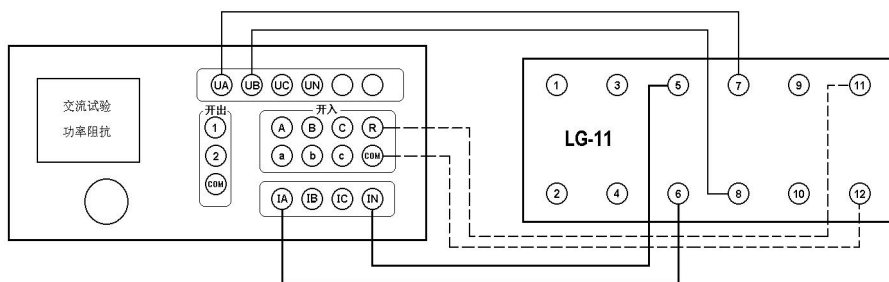 UA UB UC UN
1 3 5 7 9 11
交流试验
功率阻抗
开出
开入
1
A B C R
LG-11
2
a b c COM
COM
IA IB IC IN
2 4 6 8 10 12